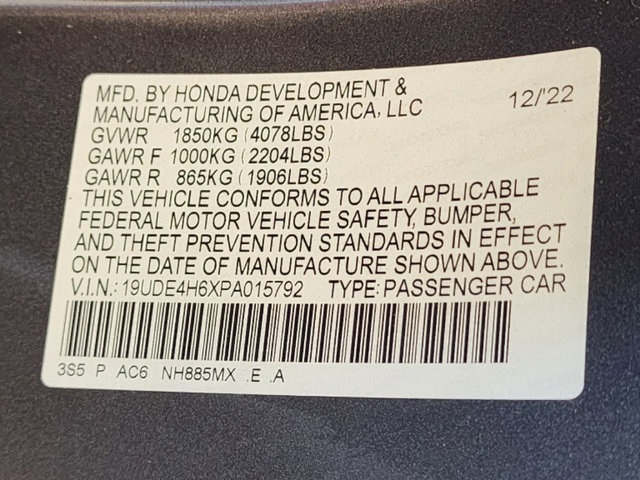 MFD. BY HONDA DEVELOPMENT &
MANUFACTURING OF AMERICA, LLC 12/'22
GVWR 1850KG (4078LBS)
GAWR F 1000KG (2204LBS)
GAWR R 865KG (1906LBS)
THIS VEHICLE CONFORMS TO ALL APPLICABLE
FEDERAL MOTOR VEHICLE SAFETY, BUMPER,
AND THEFT PREVENTION STANDARDS IN EFFECT
ON THE DATE OF MANUFACTURE SHOWN ABOVE.
V.I.N.: 19UDE4H6XPA015792 TYPE: PASSENGER CAR
3S5 P AC6 NH885MX .E .A